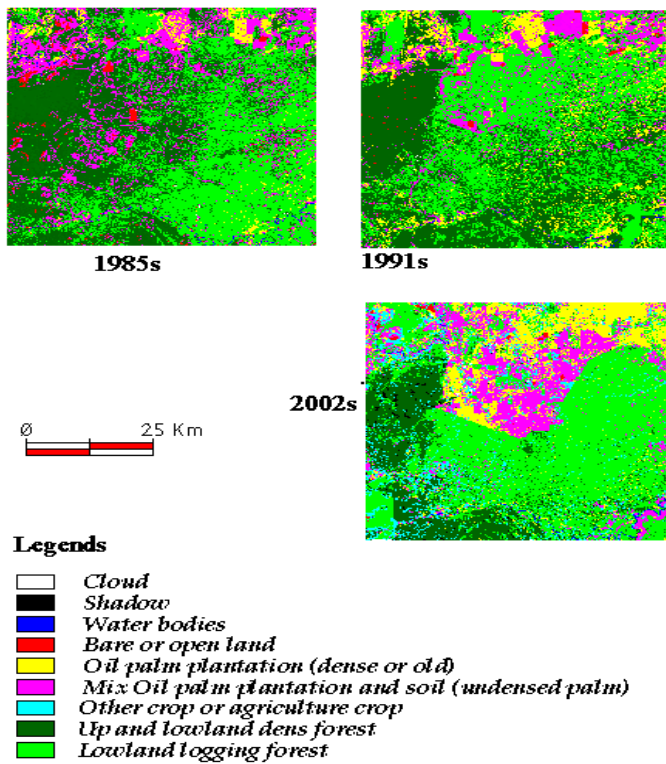 1985s
1991s
2002s
Ø 25 Km
Legends
Cloud
Shadow
Water bodies
Bare or open land
Oil palm plantation (dense or old)
Mix Oil palm plantation and soil (undensed palm)
Other crop or agriculture crop
Up and lowland dens forest
Lowland logging forest